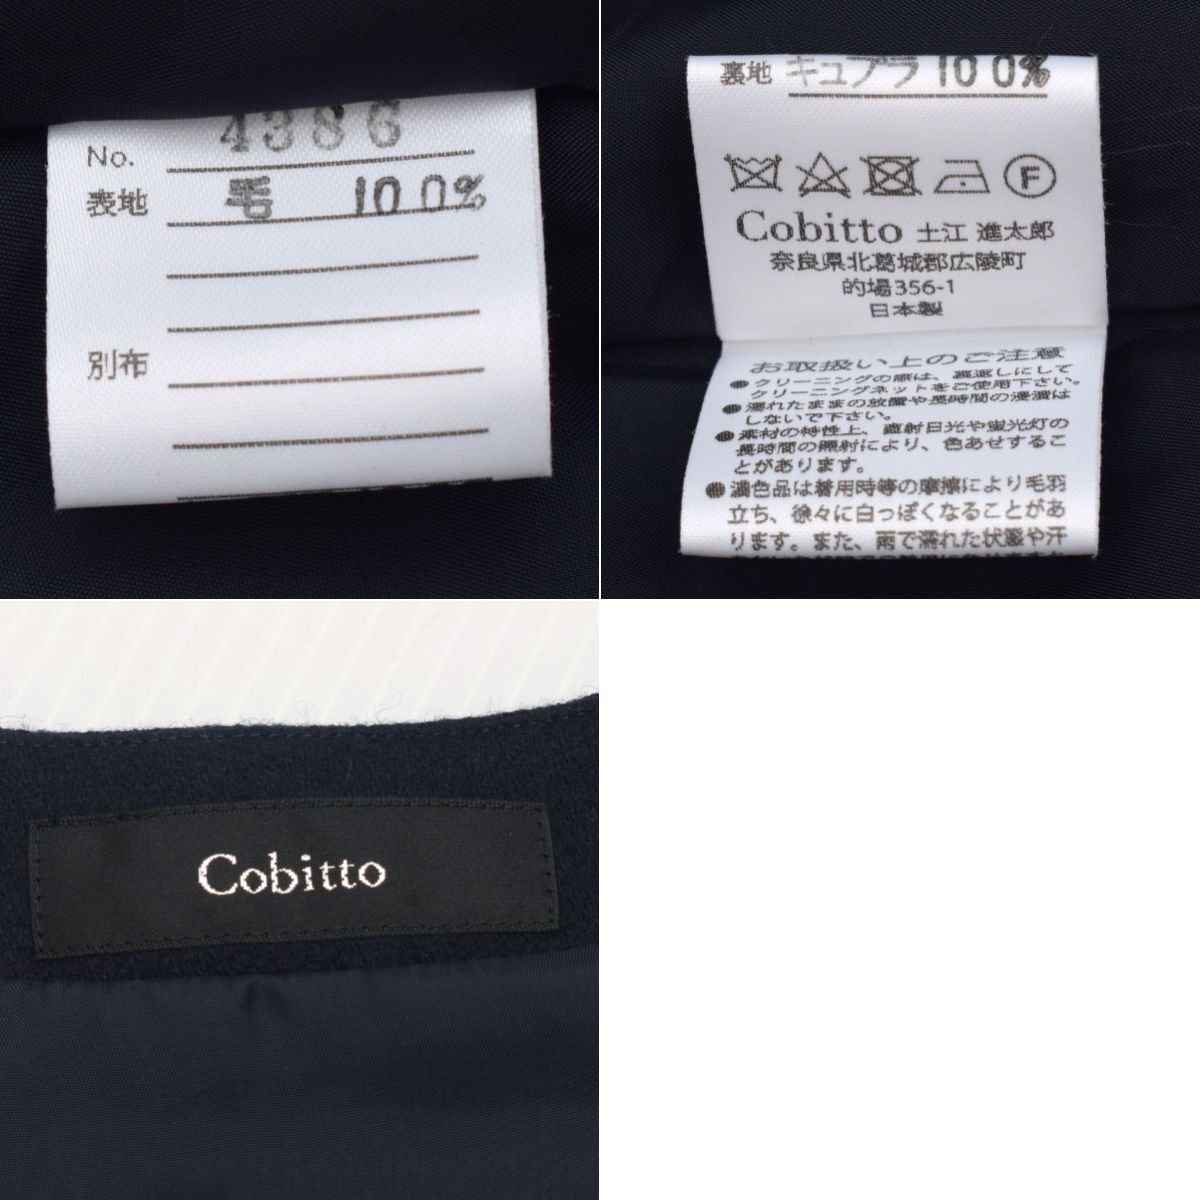 No. 4386
表地 毛 100%
別布
裏地 キュプラ 100%
F
Cobitto 土江 進太郎
奈良県北葛城郡広陵町
的場356-1
日本製
お取扱い上のご注意
●クリーニングの際は、裏返しにして
クリーニングネットをご使用下さい。
●濡れたままの放置や長時間の浸漬は
しないで下さい。
●素材の特性上、直射日光や蛍光灯の
長時間の照射により、色あせするこ
とがあります。
●濃色品は着用時等の摩擦により毛羽
立ち、徐々に白っぽくなることがあ
ります。また、雨で濡れた状態や汗
Cobitto